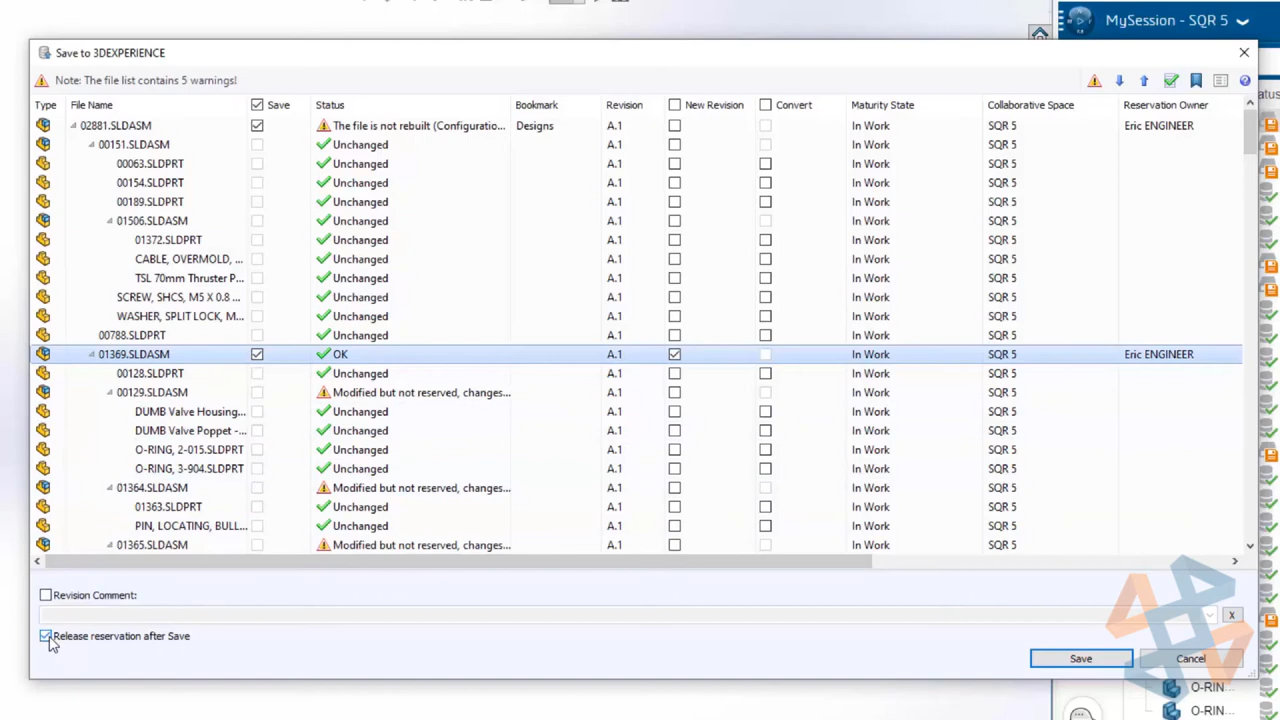 MySession - SQR 5
Save to 3DEXPERIENCE
Note: The file list contains 5 warnings!
Type File Name Save Status Bookmark Revision New Revision Convert Maturity State Collaborative Space Reservation Owner
02881.SLDASM The file is not rebuilt (Configuratio... Designs A.1 In Work SQR 5 Eric ENGINEER
00151.SLDASM Unchanged A.1 In Work SQR 5
00063.SLDPRT Unchanged A.1 In Work SQR 5
00154.SLDPRT Unchanged A.1 In Work SQR 5
00189.SLDPRT Unchanged A.1 In Work SQR 5
01506.SLDASM Unchanged A.1 In Work SQR 5
01372.SLDPRT Unchanged A.1 In Work SQR 5
CABLE, OVERMOLD, ... Unchanged A.1 In Work SQR 5
TSL 70mm Thruster P... Unchanged A.1 In Work SQR 5
SCREW, SHCS, M5 X 0.8 ... Unchanged A.1 In Work SQR 5
WASHER, SPLIT LOCK, M... Unchanged A.1 In Work SQR 5
00788.SLDPRT Unchanged A.1 In Work SQR 5
01369.SLDASM OK A.1 In Work SQR 5 Eric ENGINEER
00128.SLDPRT Unchanged A.1 In Work SQR 5
00129.SLDASM Modified but not reserved, changes... A.1 In Work SQR 5
DUMB Valve Housing... Unchanged A.1 In Work SQR 5
DUMB Valve Poppet -... Unchanged A.1 In Work SQR 5
O-RING, 2-015.SLDPRT Unchanged A.1 In Work SQR 5
O-RING, 3-904.SLDPRT Unchanged A.1 In Work SQR 5
01364.SLDASM Modified but not reserved, changes... A.1 In Work SQR 5
01363.SLDPRT Unchanged A.1 In Work SQR 5
PIN, LOCATING, BULL... Unchanged A.1 In Work SQR 5
01365.SLDASM Modified but not reserved, changes... A.1 In Work SQR 5
Revision Comment:
X
Release reservation after Save
Save Cancel
O-RIN...
O-RIN...